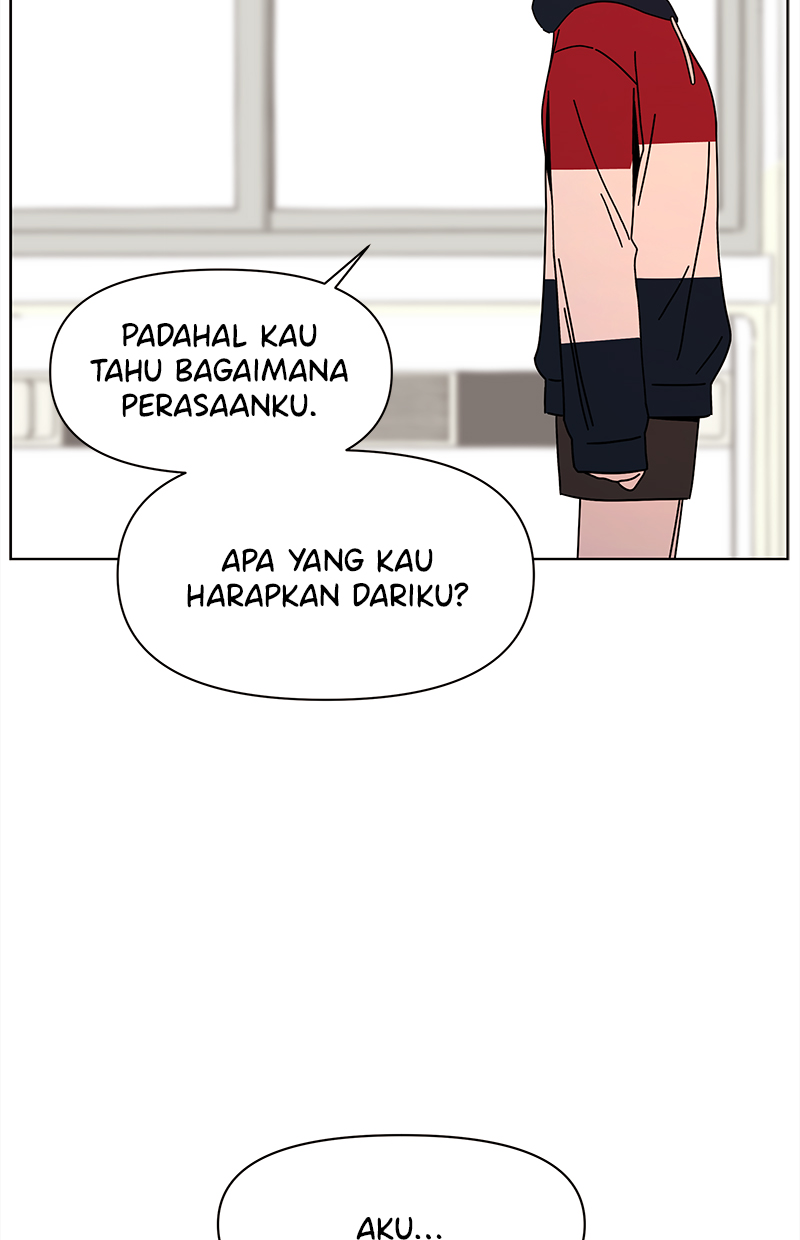 PADAHAL KAU
TAHU BAGAIMANA
PERASAANKU.
APA YANG KAU
HARAPKAN DARIKU?
AKU...